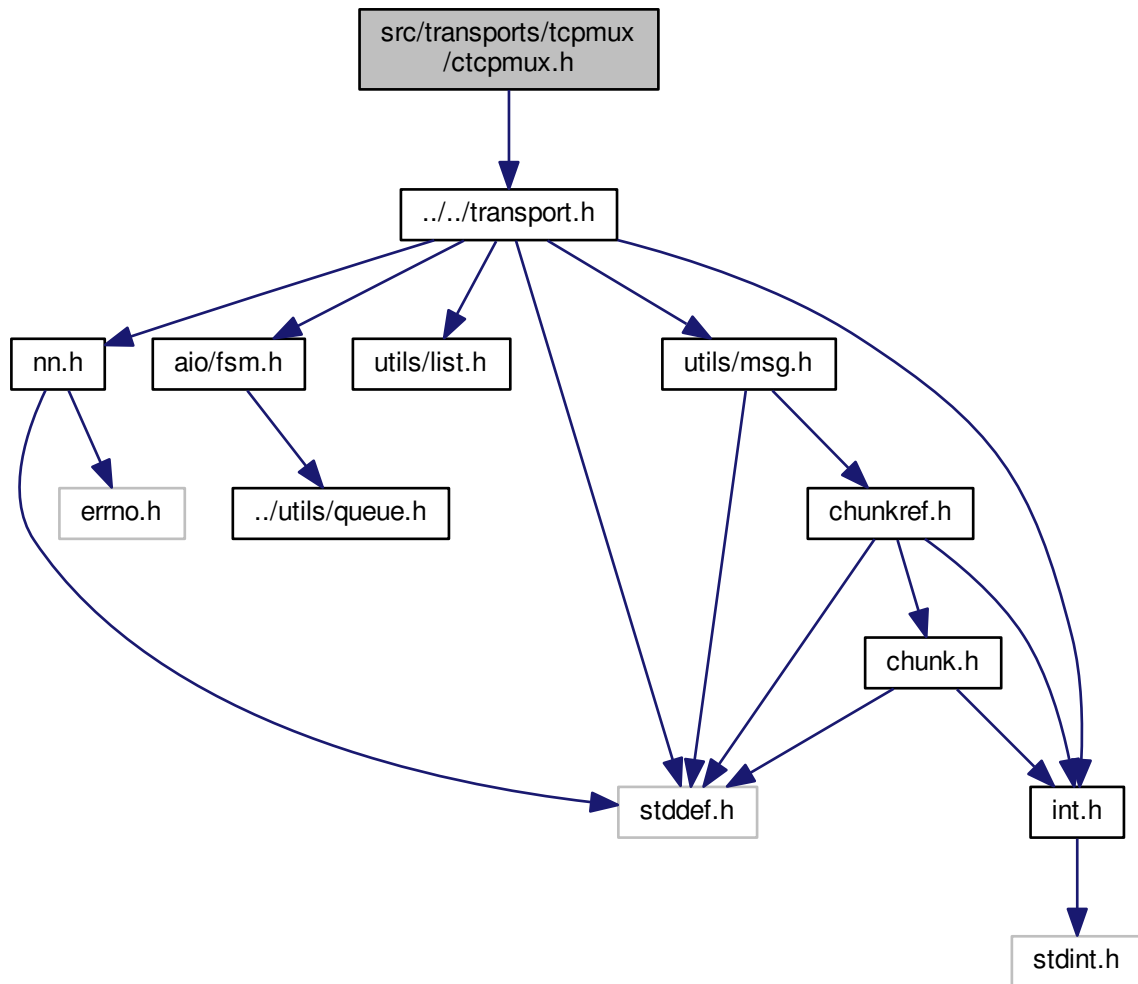 src/transports/tcpmux
/ctcpmux.h
../../transport.h
nn.h
aio/fsm.h
utils/list.h
utils/msg.h
errno.h
../utils/queue.h
chunkref.h
chunk.h
stddef.h
int.h
stdint.h